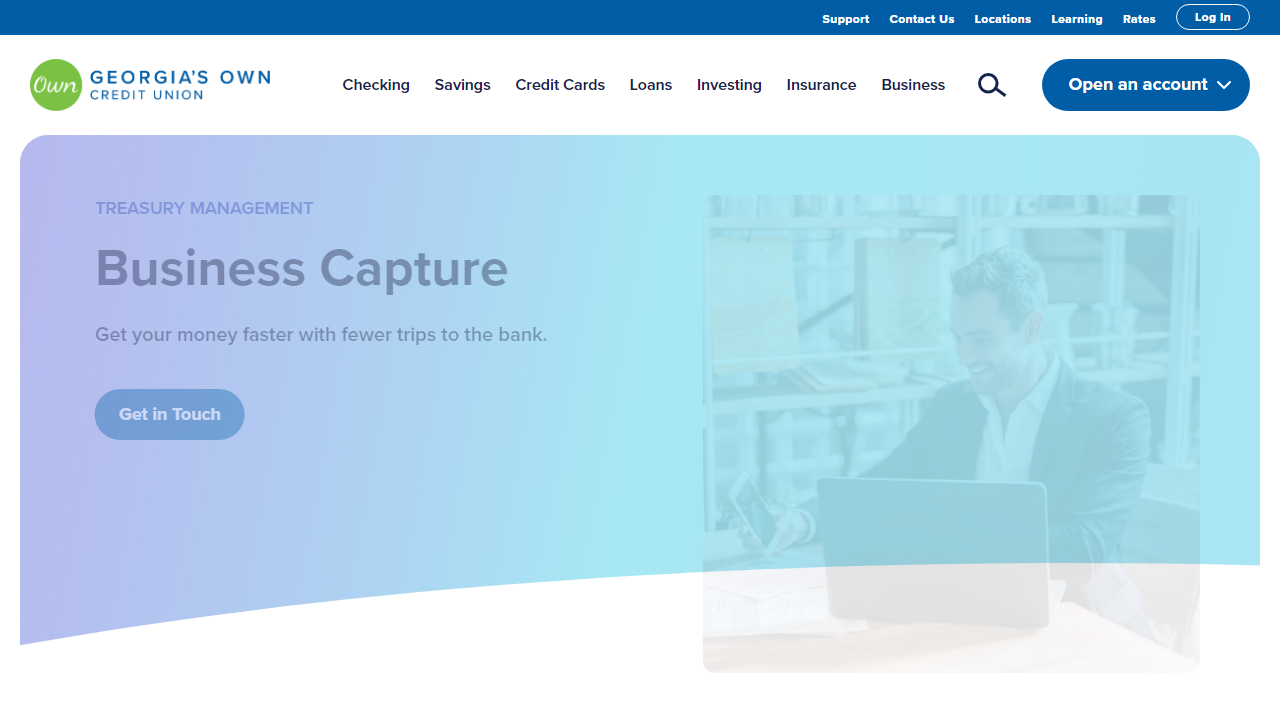 Support Contact Us Locations Learning Rates Log In
Own GEORGIA'S OWN
CREDIT UNION
Checking Savings Credit Cards Loans Investing Insurance Business Open an account
TREASURY MANAGEMENT
Business Capture
Get your money faster with fewer trips to the bank.
Get in Touch